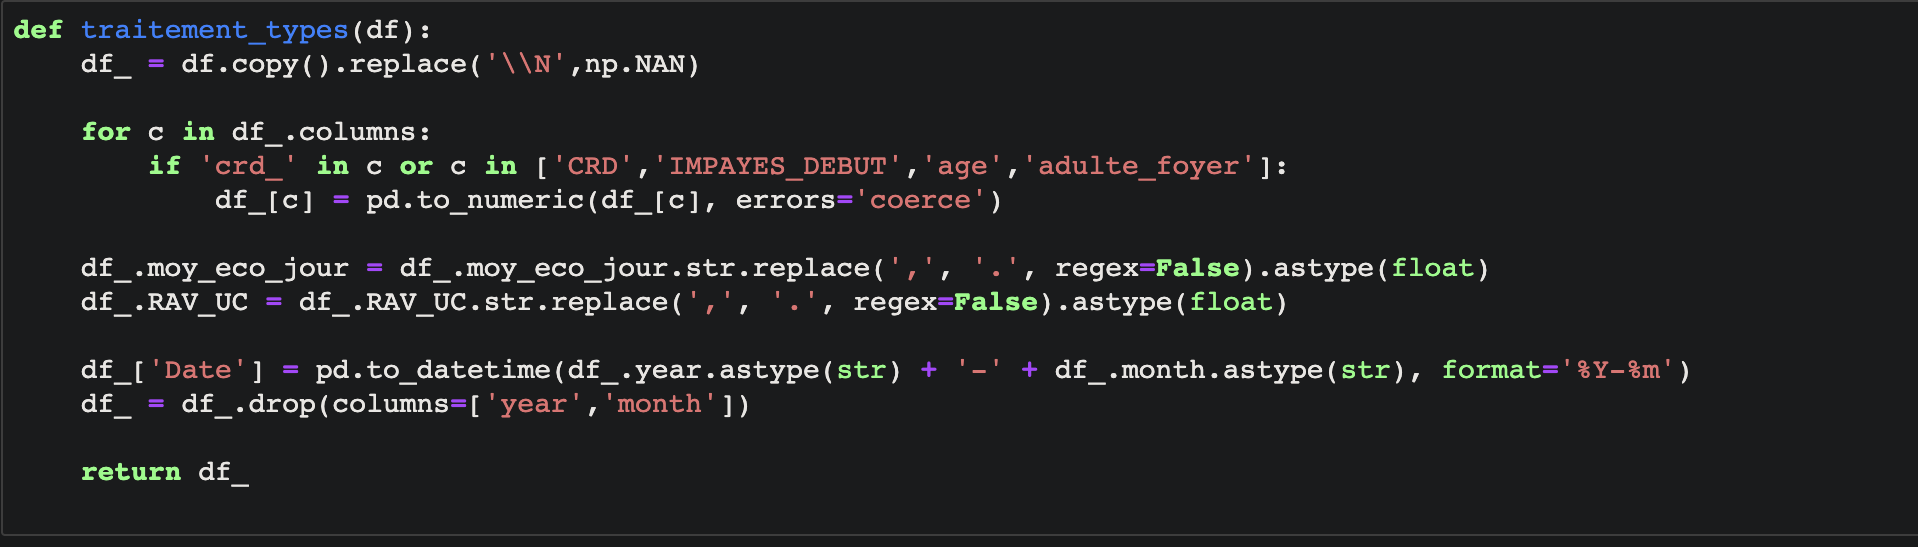 def traitement_types(df):
    df_ = df.copy().replace('\\N',np.NAN)
    for c in df_.columns:
        if 'crd_' in c or c in ['CRD','IMPAYES_DEBUT','age','adulte_foyer']:
            df_[c] = pd.to_numeric(df_[c], errors='coerce')
    df_.moy_eco_jour = df_.moy_eco_jour.str.replace(',', '.', regex=False).astype(float)
    df_.RAV_UC = df_.RAV_UC.str.replace(',', '.', regex=False).astype(float)
    df_['Date'] = pd.to_datetime(df_.year.astype(str) + '-' + df_.month.astype(str), format='%Y-%m')
    df_ = df_.drop(columns=['year','month'])
    return df_